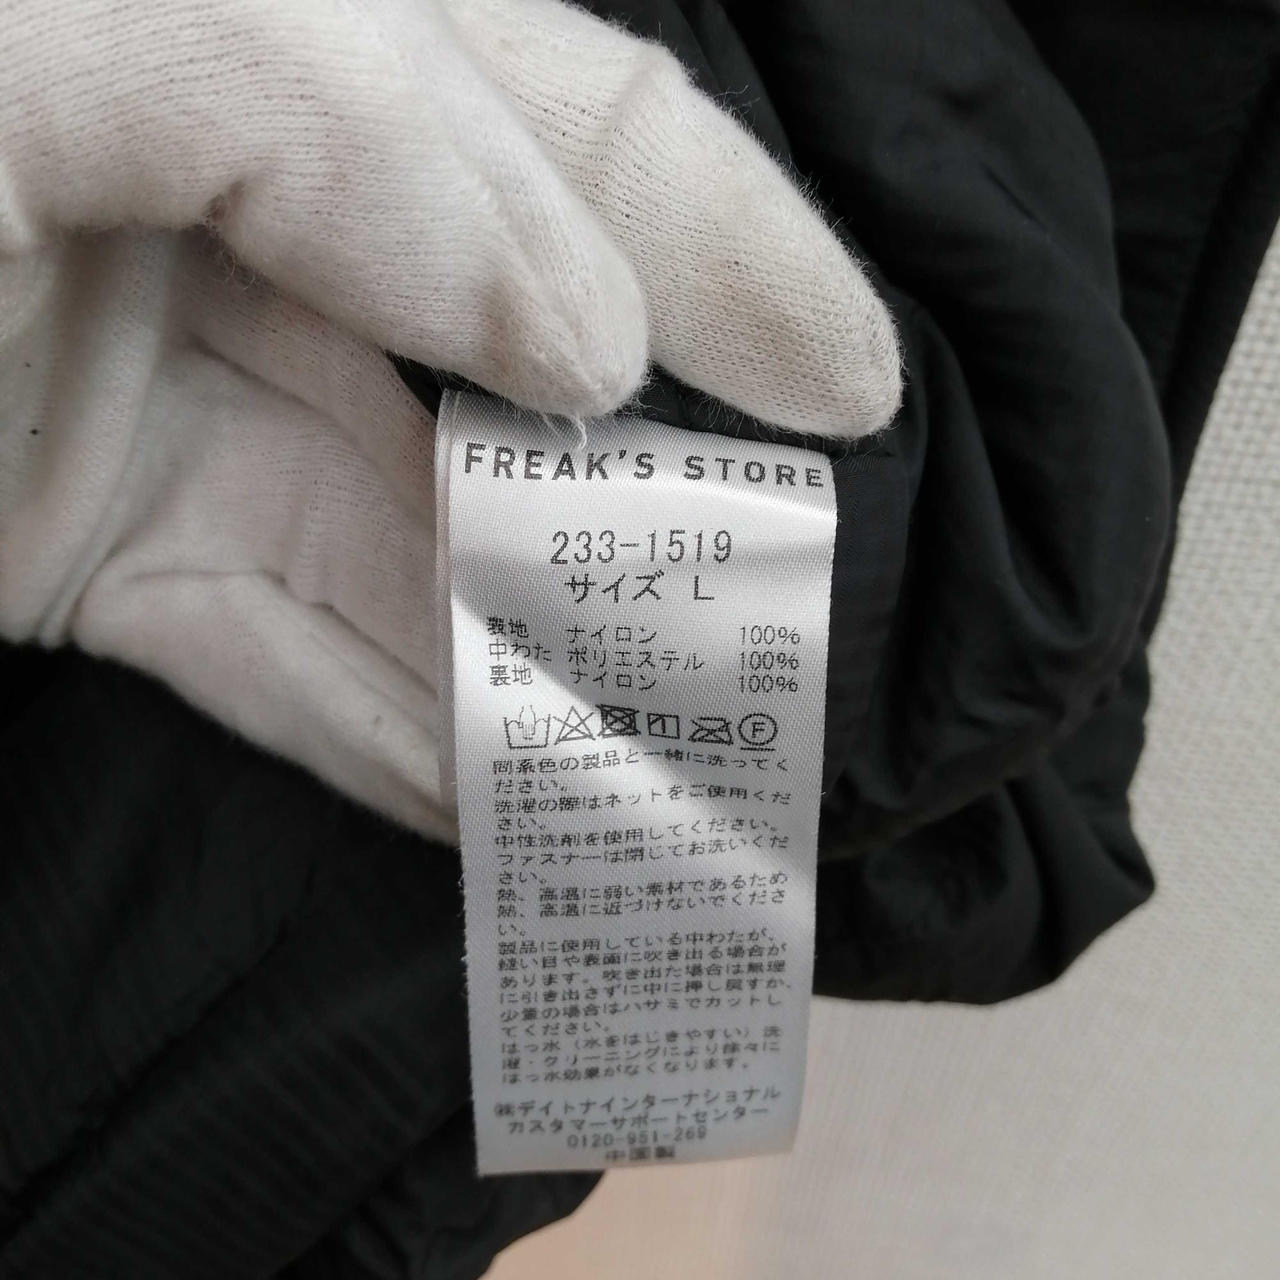 FREAK'S STORE
233-1519
サイズ L
表地 ナイロン 100%
中わた ポリエステル 100%
裏地 ナイロン 100%
F
同系色の製品と一緒に洗ってく
ださい。
洗濯の際はネットをご使用くだ
さい。
中性洗剤を使用してください。
ファスナーは閉じてお洗いくだ
さい。
熱、高温に弱い素材であるため
熱、高温に近づけないでくださ
い。
製品に使用している中わたが、
縫い目や表面に吹き出る場合が
あります。吹き出た場合は無理
に引き出さずに中に押し戻すか、
少量の場合はハサミでカットし
てください。
はっ水（水をはじきやすい）洗
濯・クリーニングにより徐々に
はっ水効果がなくなります。
㈱デイトナインターナショナル
カスタマーサポートセンター
0120-951-269
中国製